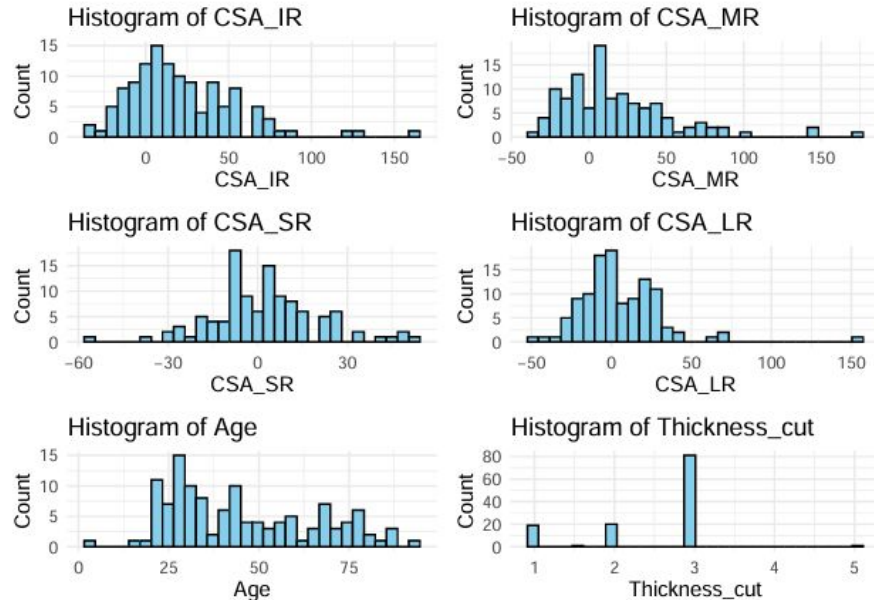 Histogram of CSA_IR
Count
15
10
5
0
0 50 100 150
CSA_IR
Histogram of CSA_MR
Count
15
10
5
0
-50 0 50 100 150
CSA_MR
Histogram of CSA_SR
Count
15
10
5
0
-60 -30 0 30
CSA_SR
Histogram of CSA_LR
Count
15
10
5
0
-50 0 50 100 150
CSA_LR
Histogram of Age
Count
15
10
5
0
0 25 50 75
Age
Histogram of Thickness_cut
Count
80
60
40
20
0
1 2 3 4 5
Thickness_cut